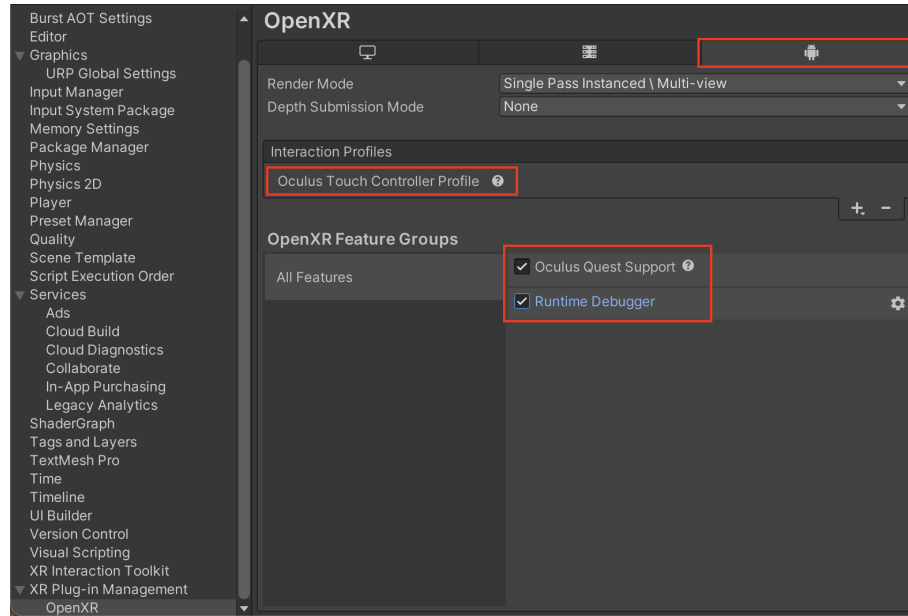 Burst AOT Settings
Editor
Graphics
URP Global Settings
Input Manager
Input System Package
Memory Settings
Package Manager
Physics
Physics 2D
Player
Preset Manager
Quality
Scene Template
Script Execution Order
Services
Ads
Cloud Build
Cloud Diagnostics
Collaborate
In-App Purchasing
Legacy Analytics
ShaderGraph
Tags and Layers
TextMesh Pro
Time
Timeline
UI Builder
Version Control
Visual Scripting
XR Interaction Toolkit
XR Plug-in Management
OpenXR
OpenXR
Render Mode Single Pass Instanced \ Multi-view
Depth Submission Mode None
Interaction Profiles
Oculus Touch Controller Profile
OpenXR Feature Groups
All Features
Oculus Quest Support
Runtime Debugger